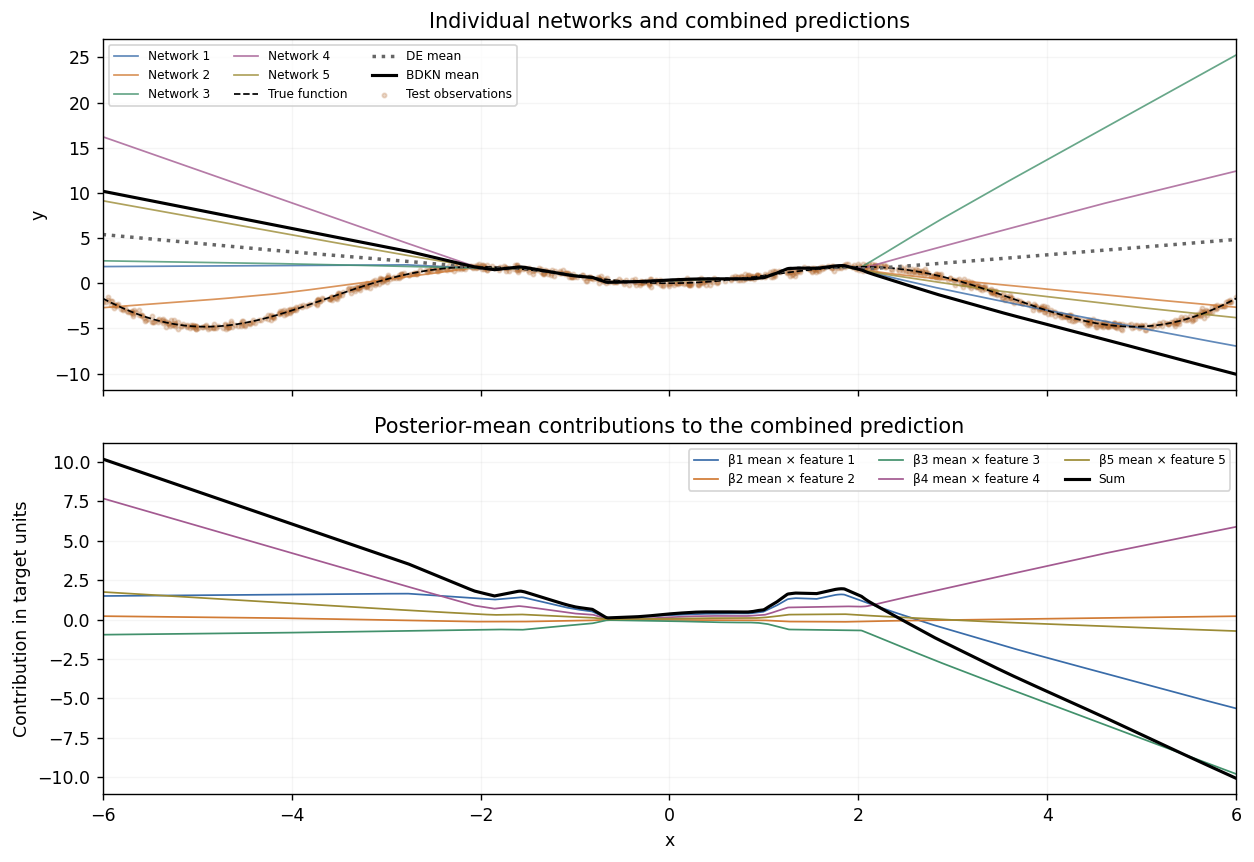 Individual networks and combined predictions
Network 1
Network 2
Network 3
Network 4
Network 5
True function
DE mean
BDKN mean
Test observations
25
20
15
10
5
0
−5
−10
y
Posterior-mean contributions to the combined prediction
β1 mean × feature 1
β2 mean × feature 2
β3 mean × feature 3
β4 mean × feature 4
β5 mean × feature 5
Sum
10.0
7.5
5.0
2.5
0.0
−2.5
−5.0
−7.5
−10.0
Contribution in target units
−6 −4 −2 0 2 4 6
x